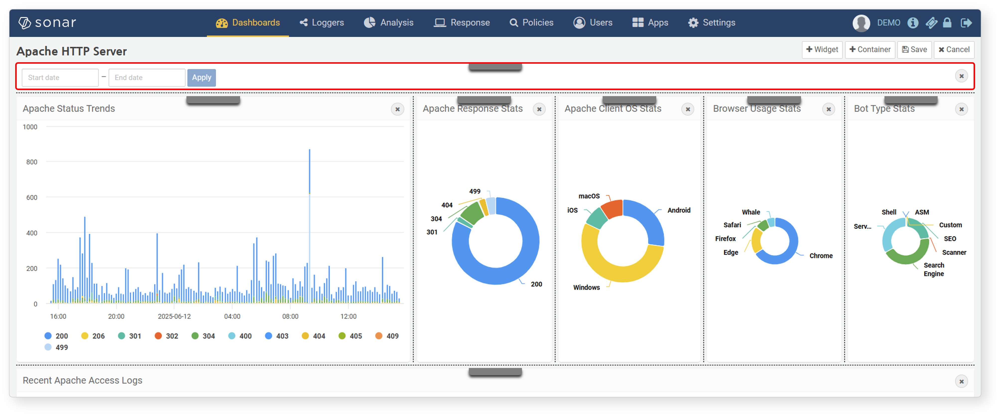 sonar
Dashboards
Loggers
Analysis
Response
Policies
Users
Apps
Settings
DEMO
Apache HTTP Server
Widget
Container
Save
Cancel
Start date – End date Apply
Apache Status Trends
1000
800
600
400
200
0
16:00 20:00 2025-06-12 04:00 08:00 12:00
200 206 301 302 304 400 403 404 405 409
499
Apache Response Stats
499
404
304
301
200
Apache Client OS Stats
macOS
iOS
Android
Windows
Browser Usage Stats
Whale
Safari
Firefox
Edge
Chrome
Bot Type Stats
Shell ASM
Serv...
Custom
SEO
Scanner
Search
Engine
Recent Apache Access Logs